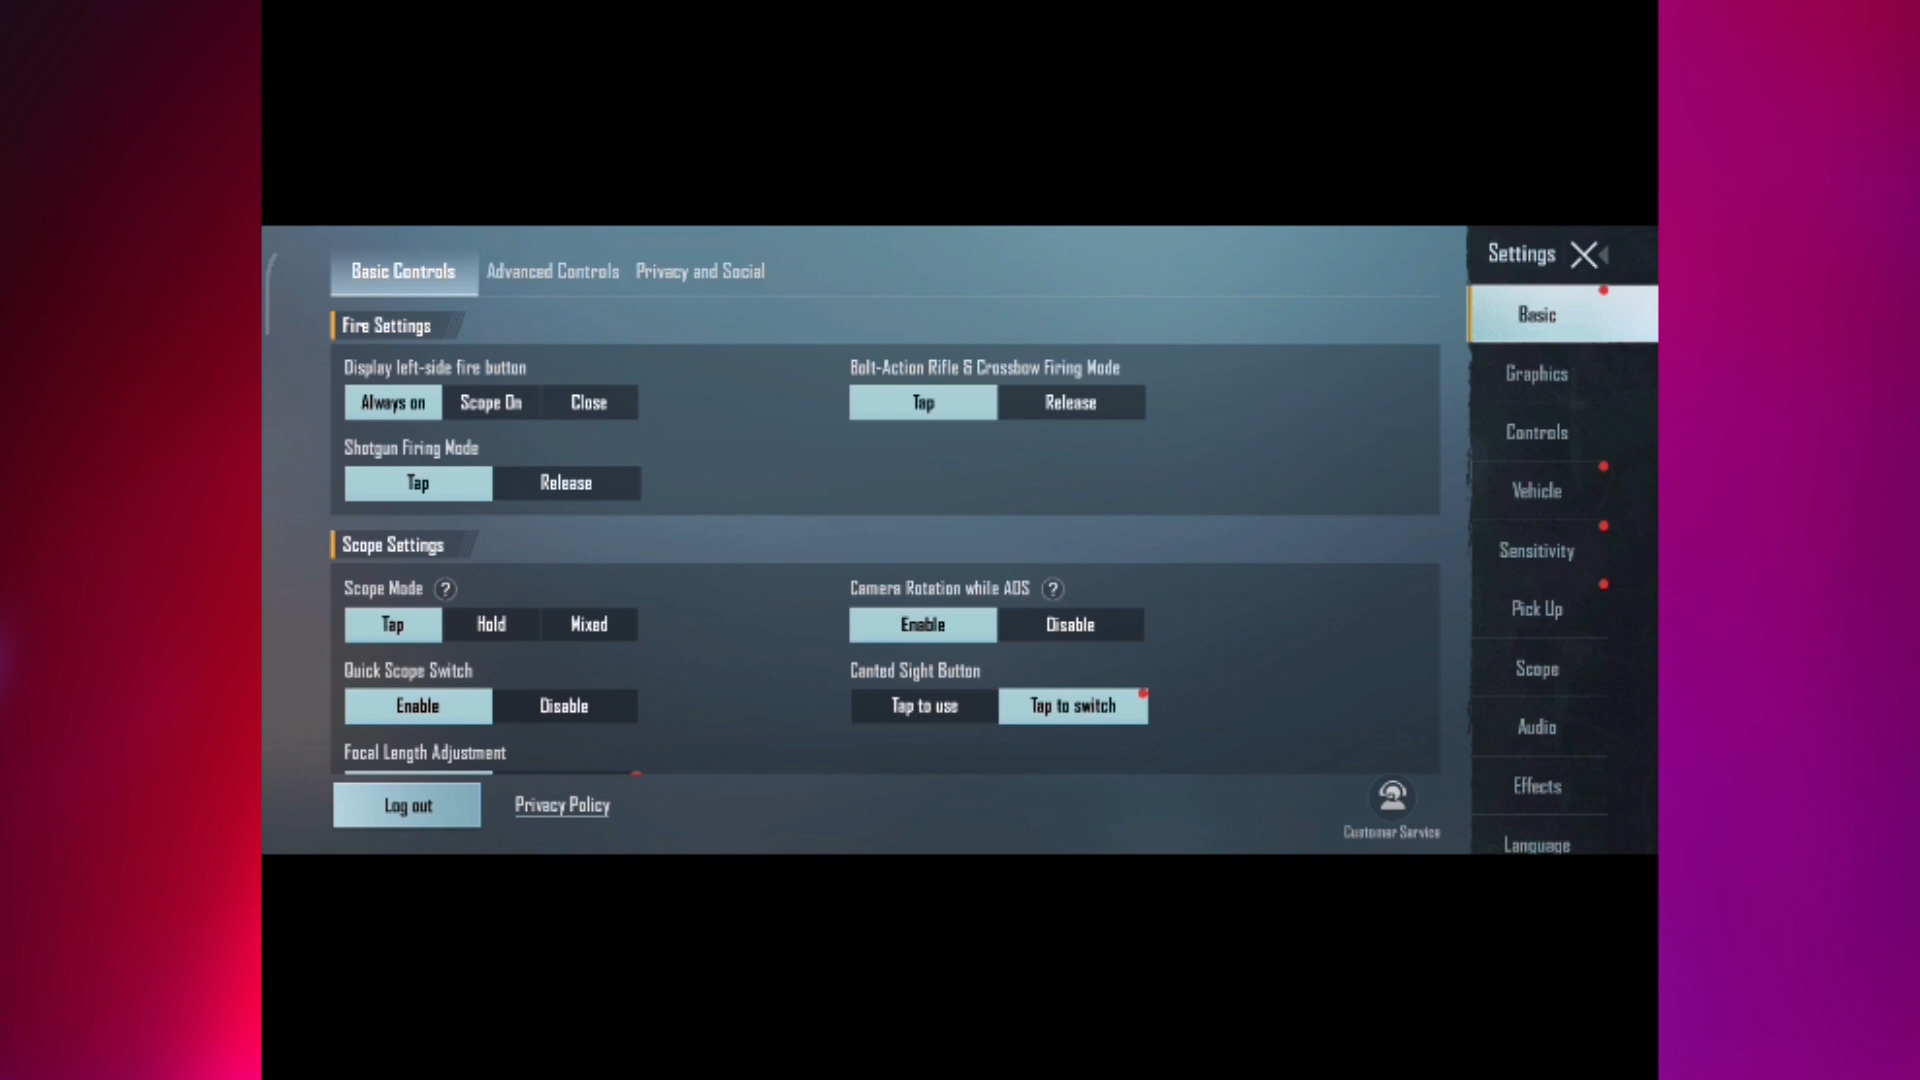 Basic Controls Advanced Controls Privacy and Social
Fire Settings
Display left-side fire button
Always on Scope On Close
Bolt-Action Rifle & Crossbow Firing Mode
Tap Release
Shotgun Firing Mode
Tap Release
Scope Settings
Scope Mode ?
Tap Hold Mixed
Camera Rotation while ADS ?
Enable Disable
Quick Scope Switch
Enable Disable
Canted Sight Button
Tap to use Tap to switch
Focal Length Adjustment
Log out Privacy Policy
Customer Service
Settings
Basic
Graphics
Controls
Vehicle
Sensitivity
Pick Up
Scope
Audio
Effects
Language